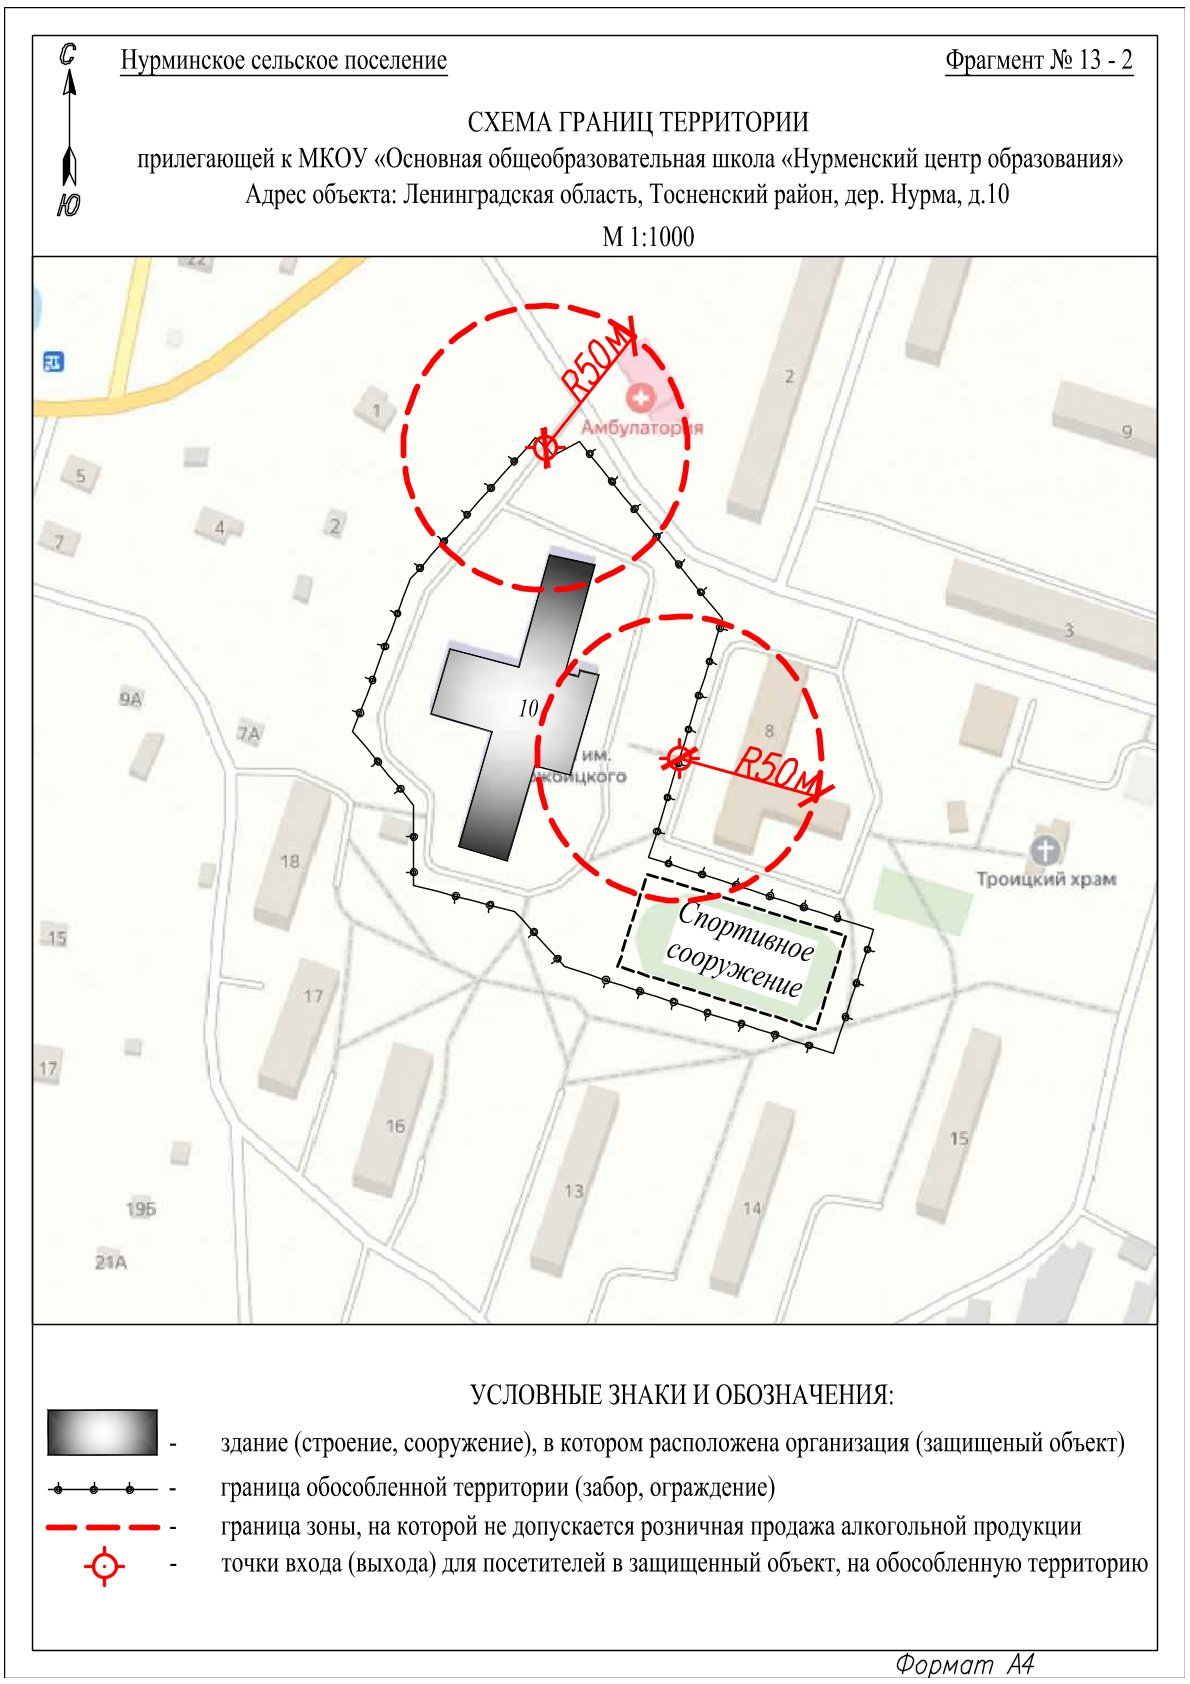 С
Нурминское сельское поселение
Фрагмент № 13 - 2
СХЕМА ГРАНИЦ ТЕРРИТОРИИ
прилегающей к МКОУ «Основная общеобразовательная школа «Нурменский центр образования»
Адрес объекта: Ленинградская область, Тосненский район, дер. Нурма, д.10
Ю
М 1:1000
22
R50м
2
1
Амбулатория
9
5
4
2
7
3
9А
10
7А
8
им.
R50м
18
Троицкий храм
15
Спортивное
сооружение
17
17
16
15
13
14
19Б
21А
УСЛОВНЫЕ ЗНАКИ И ОБОЗНАЧЕНИЯ:
- здание (строение, сооружение), в котором расположена организация (защищеный объект)
- граница обособленной территории (забор, ограждение)
- граница зоны, на которой не допускается розничная продажа алкогольной продукции
- точки входа (выхода) для посетителей в защищенный объект, на обособленную территорию
Формат А4